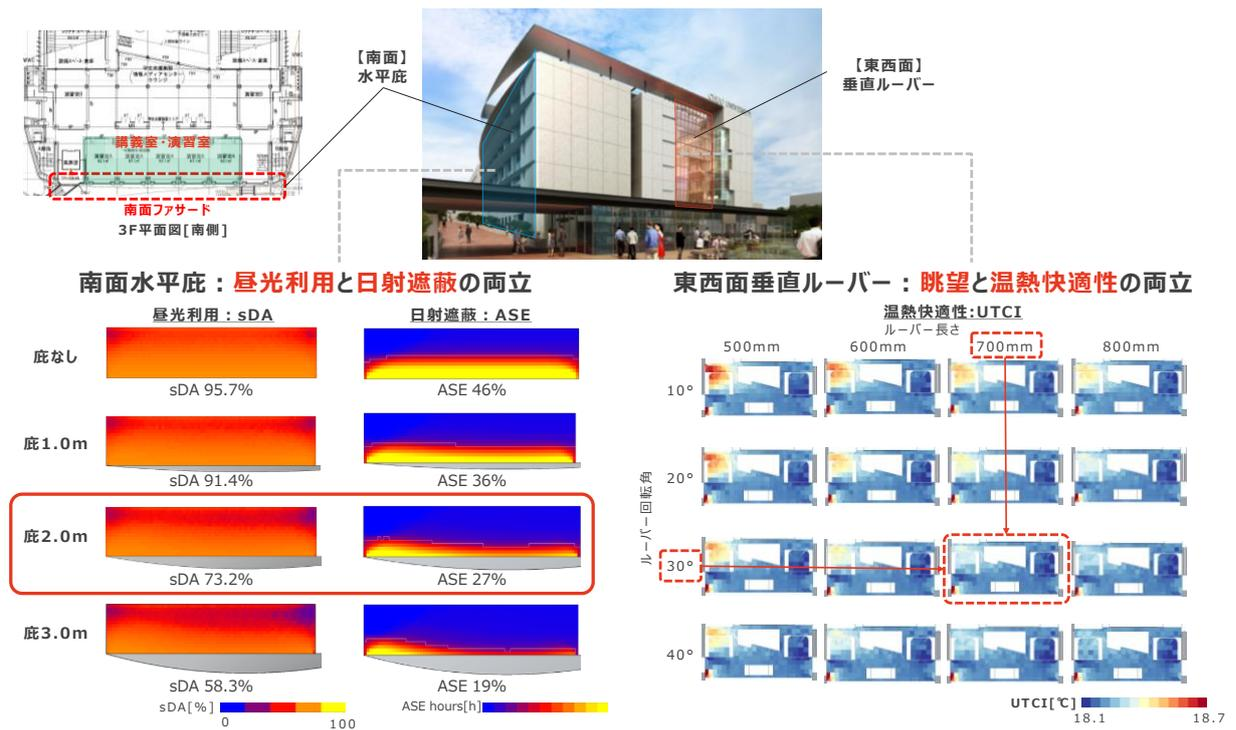 【南面】
水平庇
【東西面】
垂直ルーバー
講義室・演習室
南面ファサード
3F平面図[南側]
南面水平庇：昼光利用と日射遮蔽の両立
昼光利用：sDA
日射遮蔽：ASE
庇なし
sDA 95.7%
ASE 46%
庇1.0m
sDA 91.4%
ASE 36%
庇2.0m
sDA 73.2%
ASE 27%
庇3.0m
sDA 58.3%
ASE 19%
sDA[%]
0
100
ASE hours[h]
東西面垂直ルーバー：眺望と温熱快適性の両立
温熱快適性:UTCI
ルーバー長さ
500mm
600mm
700mm
800mm
ルーバー回転角
10°
20°
30°
40°
UTCI[℃]
18.1
18.7